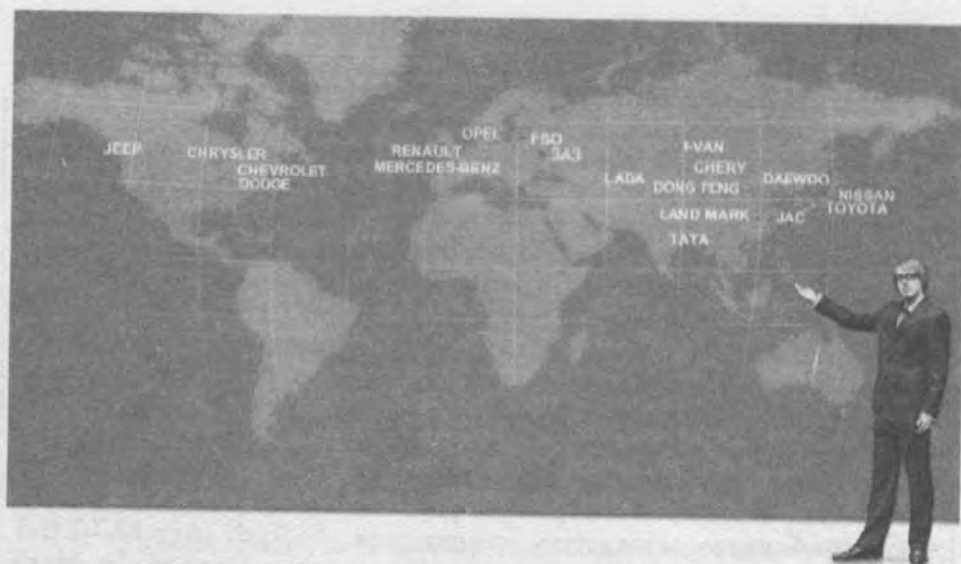 JEEP
CHRYSLER
CHEVROLET
DODGE
RENAULT
MERCEDES-BENZ
OPEL
FSO
ЗАЗ
LADA
I-VAN
CHERY
DONG FENG
LAND MARK
TATA
DAEWOO
JAC
NISSAN
TOYOTA